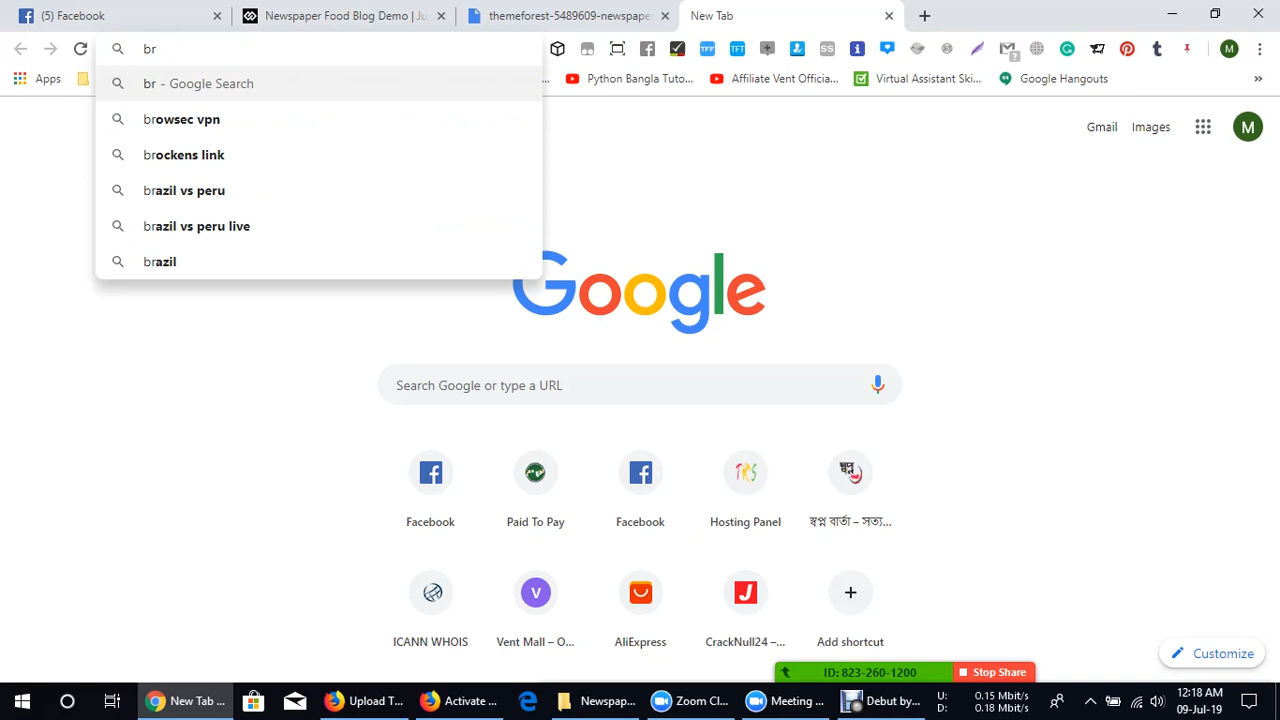 (5) Facebook
Newspaper Food Blog Demo | Ju
themeforest-5489609-newspaper
New Tab
br
Apps
Python Bangla Tuto...
Affiliate Vent Officia...
Virtual Assistant Ski...
Google Hangouts
»
br - Google Search
browsec vpn
brockens link
brazil vs peru
brazil vs peru live
brazil
Gmail
Images
M
Google
Search Google or type a URL
Facebook
Paid To Pay
Facebook
Hosting Panel
স্বপ্ন বার্তা – সত্য...
ICANN WHOIS
Vent Mall – O...
AliExpress
CrackNull24 –...
Add shortcut
Customize
ID: 823-260-1200
Stop Share
New Tab ...
Upload T...
Activate ...
Newspap...
Zoom Cl...
Meeting ...
Debut by...
U: 0.15 Mbit/s
D: 0.18 Mbit/s
12:18 AM
09-Jul-19